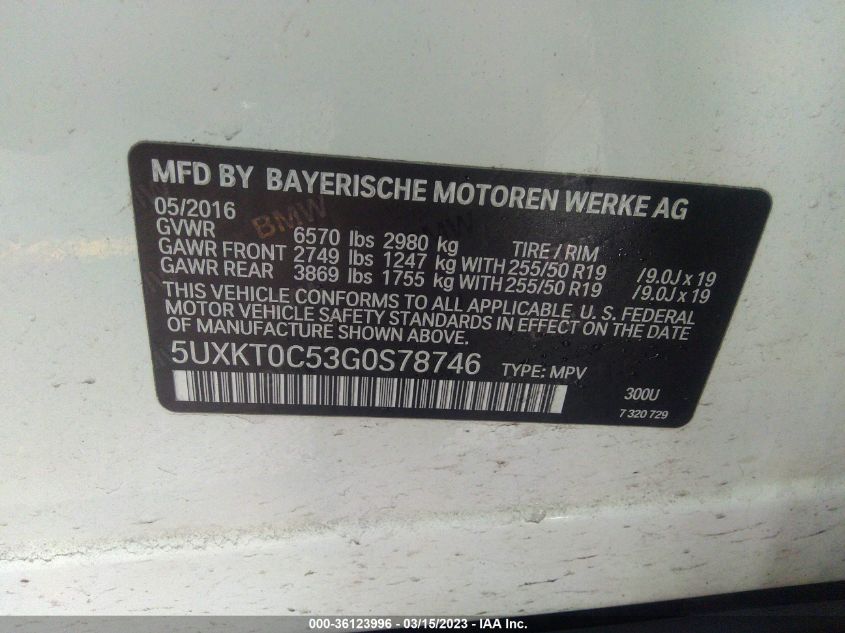 MFD BY BAYERISCHE MOTOREN WERKE AG
05/2016
GVWR 6570 lbs 2980 kg TIRE / RIM
GAWR FRONT 2749 lbs 1247 kg WITH 255/50 R19 /9.0J x 19
GAWR REAR 3869 lbs 1755 kg WITH 255/50 R19 /9.0J x 19
THIS VEHICLE CONFORMS TO ALL APPLICABLE U. S. FEDERAL
MOTOR VEHICLE SAFETY STANDARDS IN EFFECT ON THE DATE
OF MANUFACTURE SHOWN ABOVE.
5UXKT0C53G0S78746 TYPE: MPV
300U
7 320 729
BMW
000-36123996 - 03/15/2023 - IAA Inc.